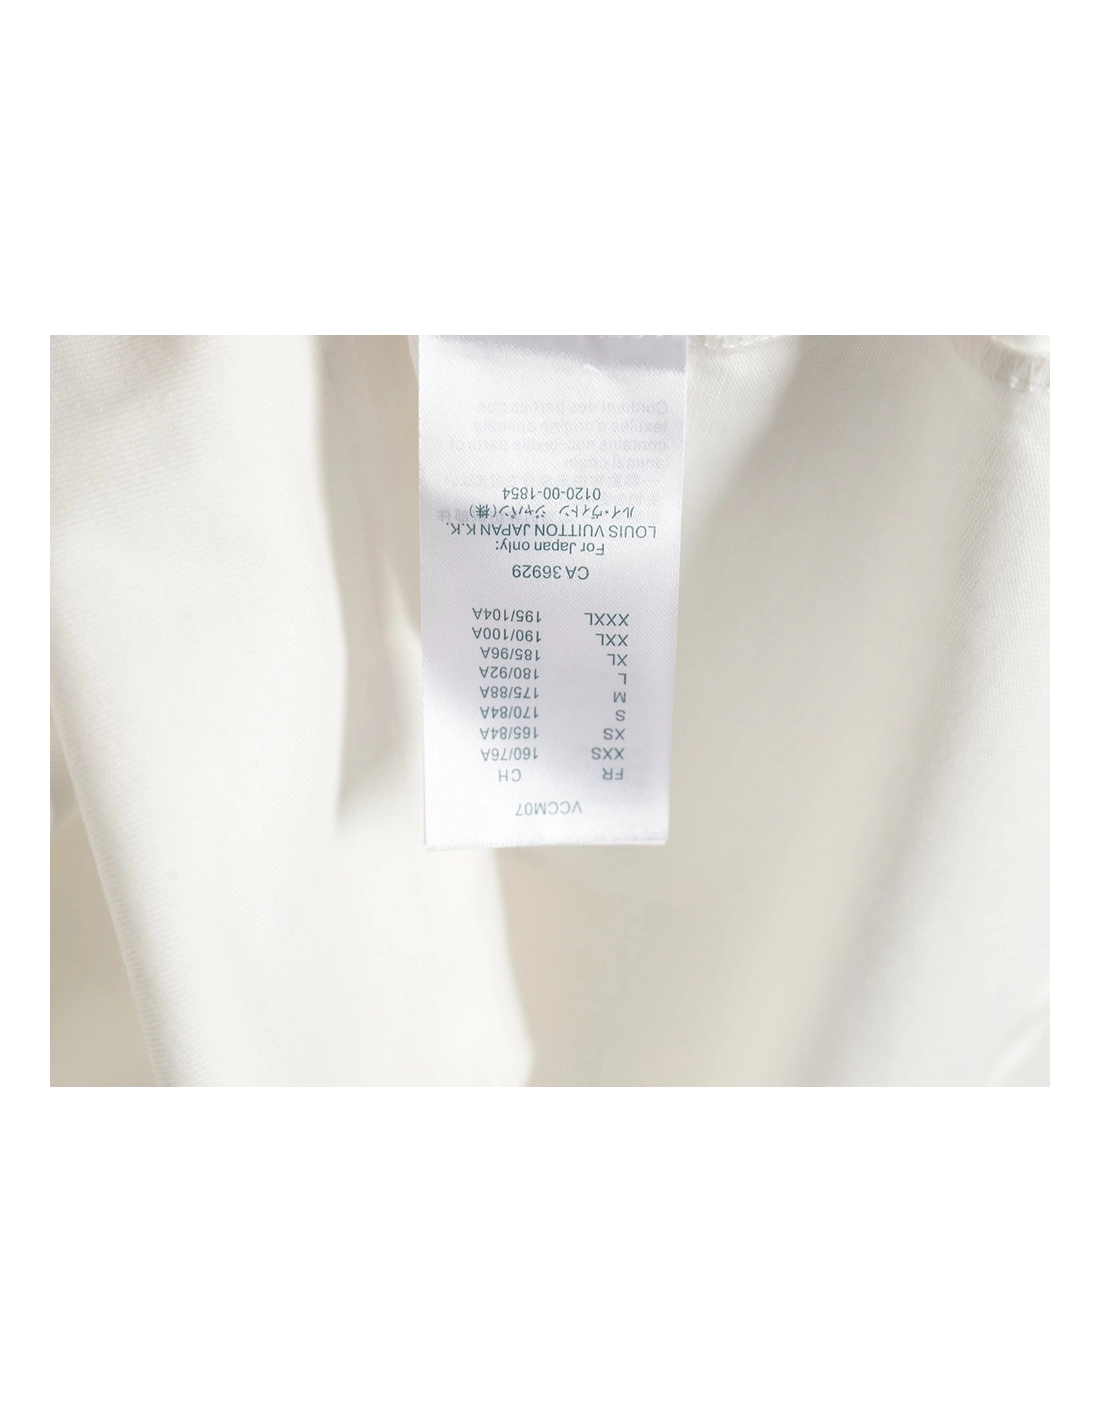 VCCM07
FR CH
XXS 160/76A
XS 165/84A
S 170/84A
M 175/88A
L 180/92A
XL 185/96A
XXL 190/100A
XXXL 195/104A
CA 36929
For Japan only:
LOUIS VUITTON JAPAN K.K.
ルイ・ヴィトン ジャパン(株)
0120-00-1854